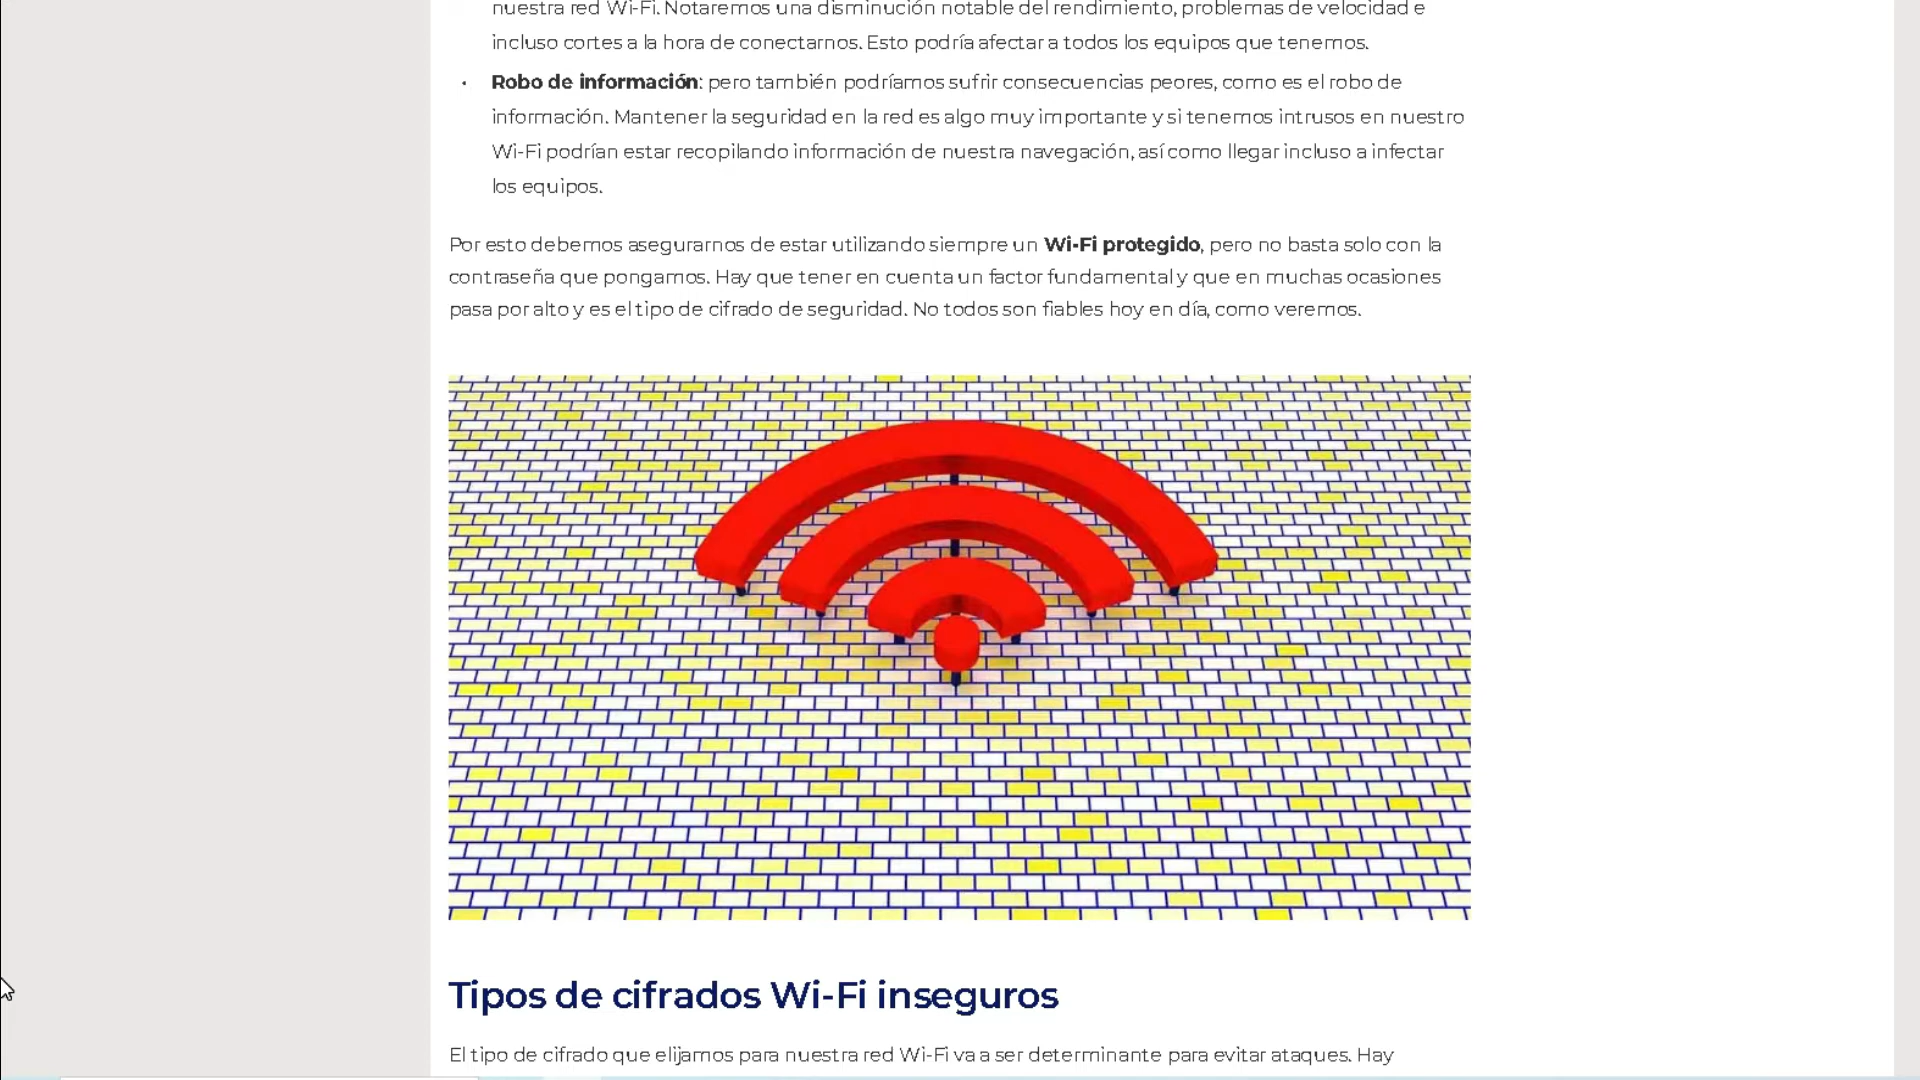 nuestra red Wi-Fi. Notaremos una disminución notable del rendimiento, problemas de velocidad e
incluso cortes a la hora de conectarnos. Esto podría afectar a todos los equipos que tenemos.
• Robo de información: pero también podríamos sufrir consecuencias peores, como es el robo de
información. Mantener la seguridad en la red es algo muy importante y si tenemos intrusos en nuestro
Wi-Fi podrían estar recopilando información de nuestra navegación, así como llegar incluso a infectar
los equipos.
Por esto debemos asegurarnos de estar utilizando siempre un Wi-Fi protegido, pero no basta solo con la
contraseña que pongamos. Hay que tener en cuenta un factor fundamental y que en muchas ocasiones
pasa por alto y es el tipo de cifrado de seguridad. No todos son fiables hoy en día, como veremos.
Tipos de cifrados Wi-Fi inseguros
El tipo de cifrado que elijamos para nuestra red Wi-Fi va a ser determinante para evitar ataques. Hay